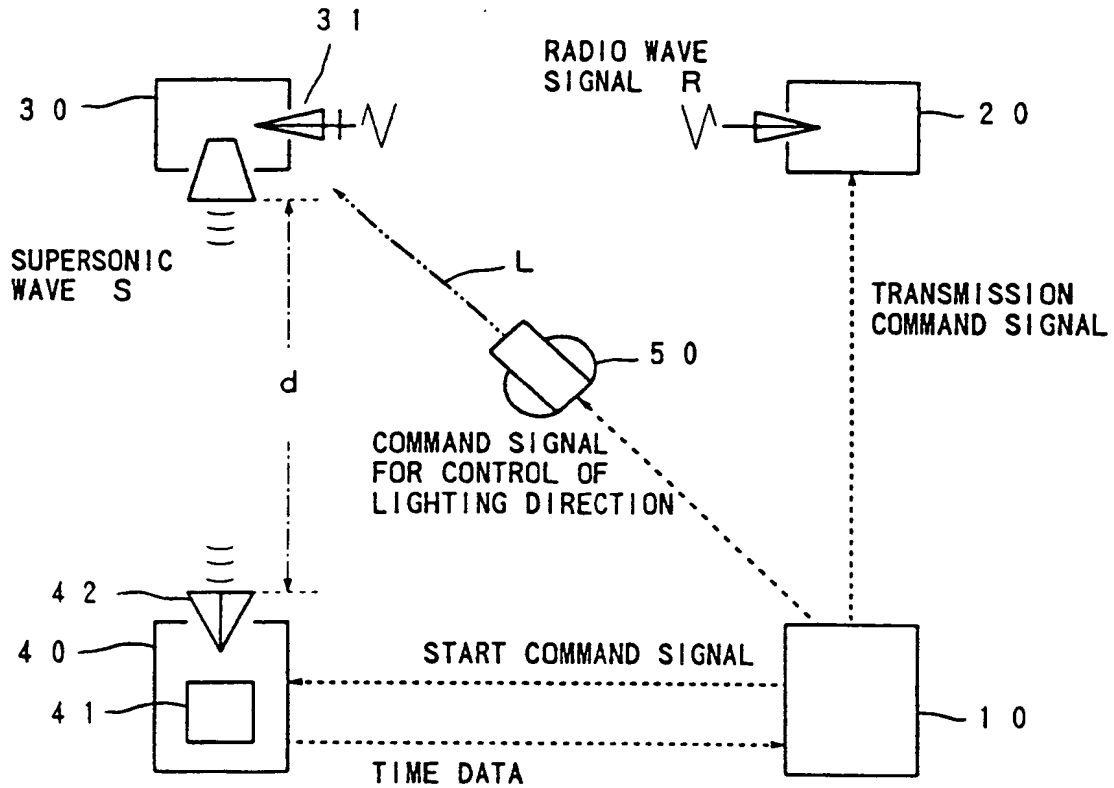 3 1
RADIO WAVE
SIGNAL R
3 0
2 0
SUPERSONIC
WAVE S
L
TRANSMISSION
COMMAND SIGNAL
5 0
d
COMMAND SIGNAL
FOR CONTROL OF
LIGHTING DIRECTION
4 2
4 0
START COMMAND SIGNAL
4 1
1 0
TIME DATA